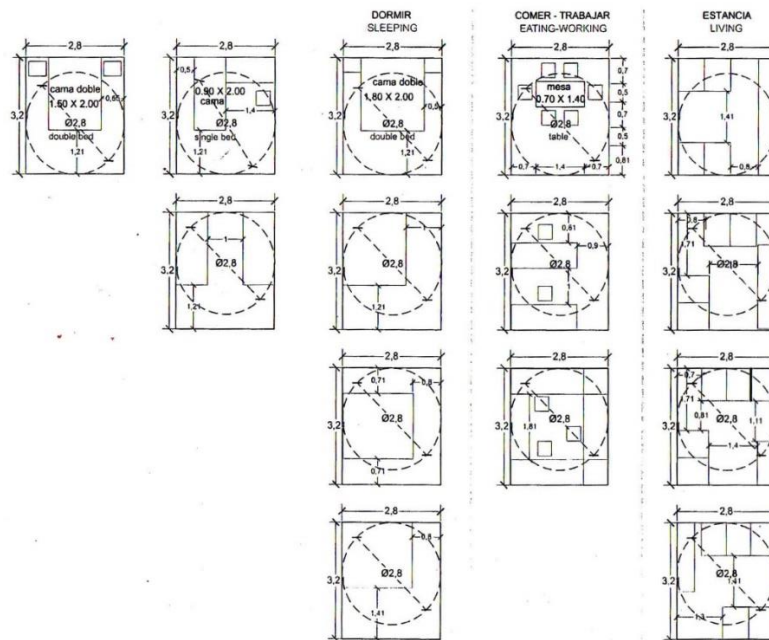 DORMIR
SLEEPING
COMER - TRABAJAR
EATING-WORKING
ESTANCIA
LIVING
2,8
3,2
cama doble
1.50 X 2.00
0,65
Ø2,8
double bed
1,21
2,8
3,2
0,5
0.90 X 2.00
cama
1,4
Ø2,8
single bed
1,21
2,8
3,2
cama doble
1,80 X 2.00
0,5
Ø2,8
double bed
1,21
2,8
3,2
mesa
0.70 X 1.40
Ø2,8
table
0,7
1,4
0,7
0,7
0,5
0,7
0,5
0,81
2,8
3,2
1,41
0,8
2,8
3,2
1
Ø2,8
1,21
2,8
3,2
1
Ø2,8
1,21
2,8
3,2
0,61
0,9
Ø2,8
2,8
3,2
0,8
1,71
Ø2,8
2,8
3,2
0,71
0,8
Ø2,8
0,71
2,8
3,2
Ø2,8
1,81
2,8
3,2
0,7
1,71
0,81
Ø2,8
1,11
1,4
2,8
3,2
0,8
Ø2,8
1,41
2,8
3,2
Ø2,8
1,41
1,3